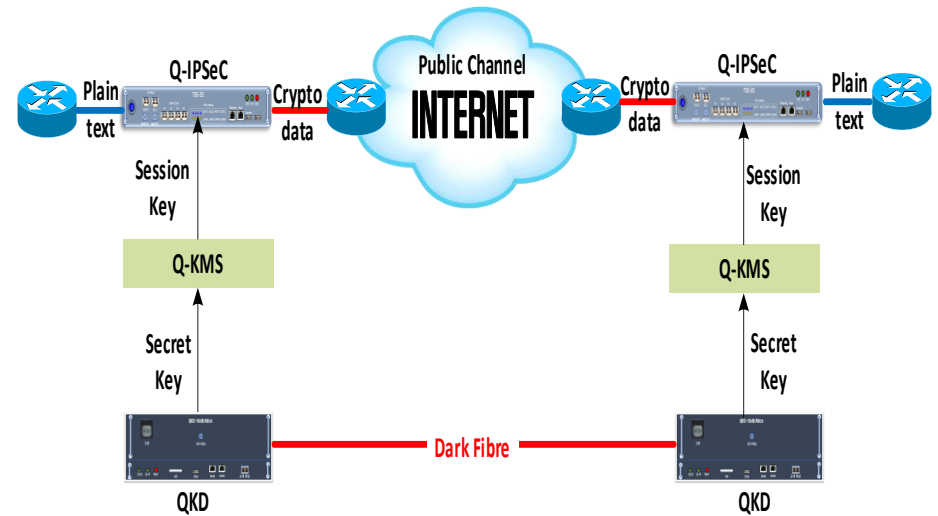 Q-IPSeC
Plain
text
Crypto
data
Public Channel
INTERNET
Crypto
data
Q-IPSeC
Plain
text
Session
Key
Session
Key
Q-KMS
Q-KMS
Secret
Key
Secret
Key
Dark Fibre
QKD
QKD